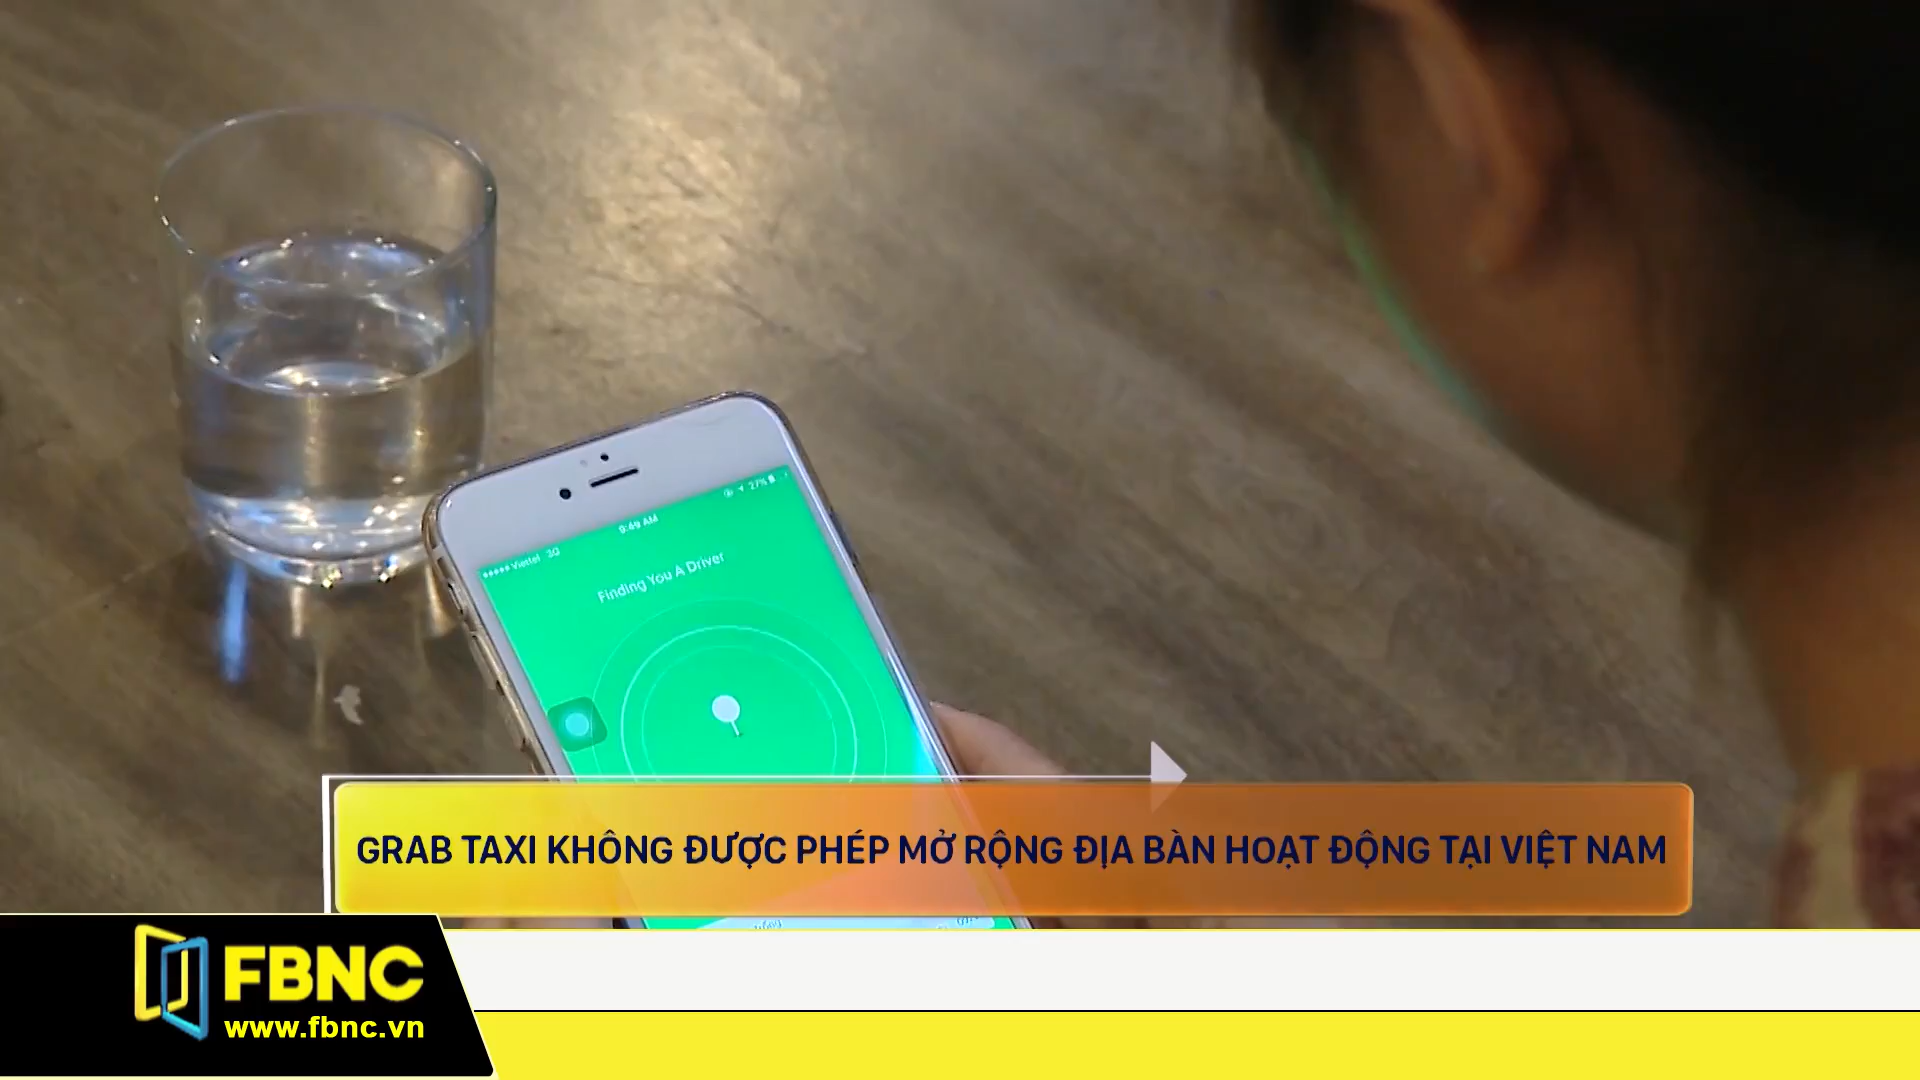 27%
9:49 AM
Viettel 3G
Finding You A Driver
GRAB TAXI KHÔNG ĐƯỢC PHÉP MỞ RỘNG ĐỊA BÀN HOẠT ĐỘNG TẠI VIỆT NAM
FBNC
www.fbnc.vn